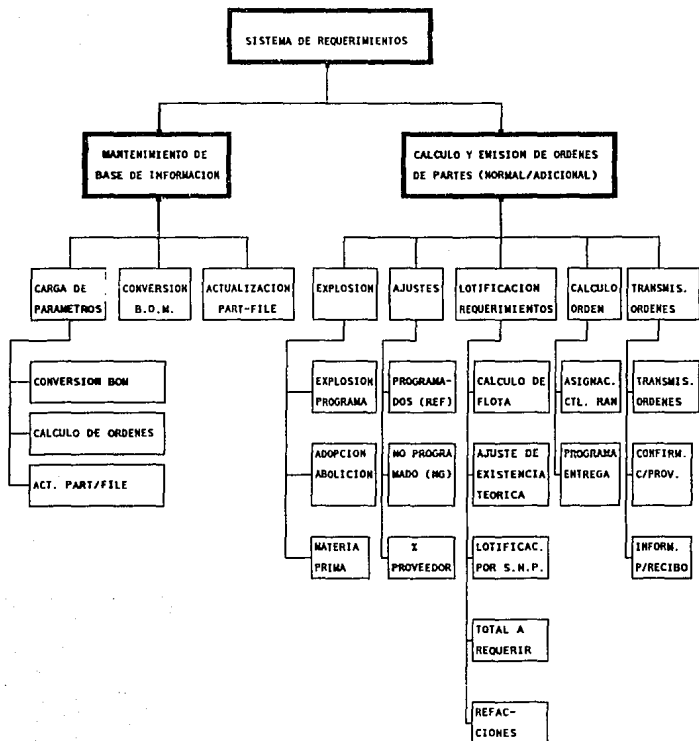 SISTEMA DE REQUERIMIENTOS
MANTENIMIENTO DE
BASE DE INFORMACION
CALCULO Y EMISION DE ORDENES
DE PARTES (NORMAL/ADICIONAL)
CARGA DE
PARAMETROS
CONVERSION
B.O.M.
ACTUALIZACION
PART-FILE
EXPLOSION
AJUSTES
LOTIFICACION
REQUERIMIENTOS
CALCULO
ORDEN
TRANSMIS.
ORDENES
CONVERSION BOM
CALCULO DE ORDENES
ACT. PART/FILE
EXPLOSION
PROGRAMA
ADOPCION
ABOLICION
MATERIA
PRIMA
PROGRAMA-
DOS (REF)
NO PROGRA
MADO (NG)
%
PROVEEDOR
CALCULO DE
FLOTA
AJUSTE DE
EXISTENCIA
TEORICA
LOTIFICAC.
POR S.N.P.
TOTAL A
REQUERIR
REFAC-
CIONES
ASIGNAC.
CTL. RAN
PROGRAMA
ENTREGA
TRANSMIS.
ORDENES
CONFIRM.
C/PROV.
INFORM.
P/RECIBO